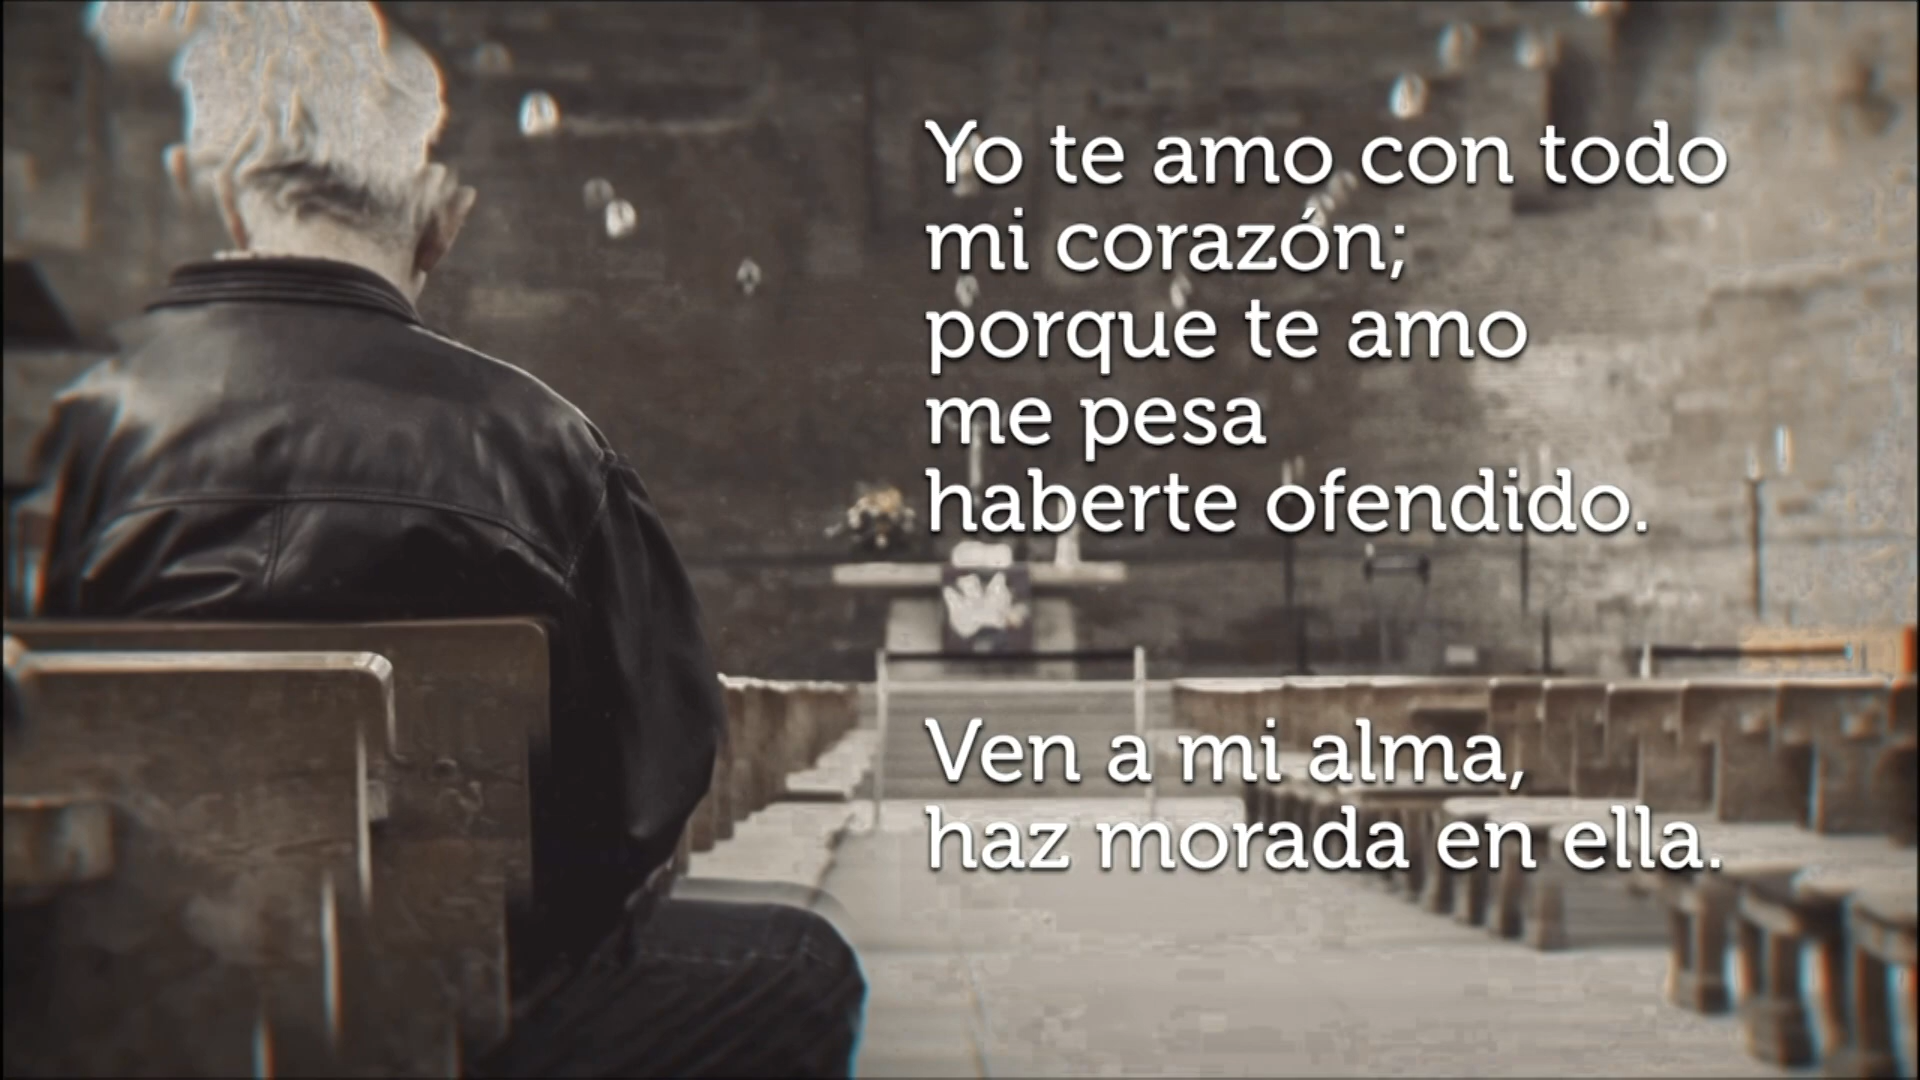 Yo te amo con todo
mi corazón;
porque te amo
me pesa
haberte ofendido.
Ven a mi alma,
haz morada en ella.